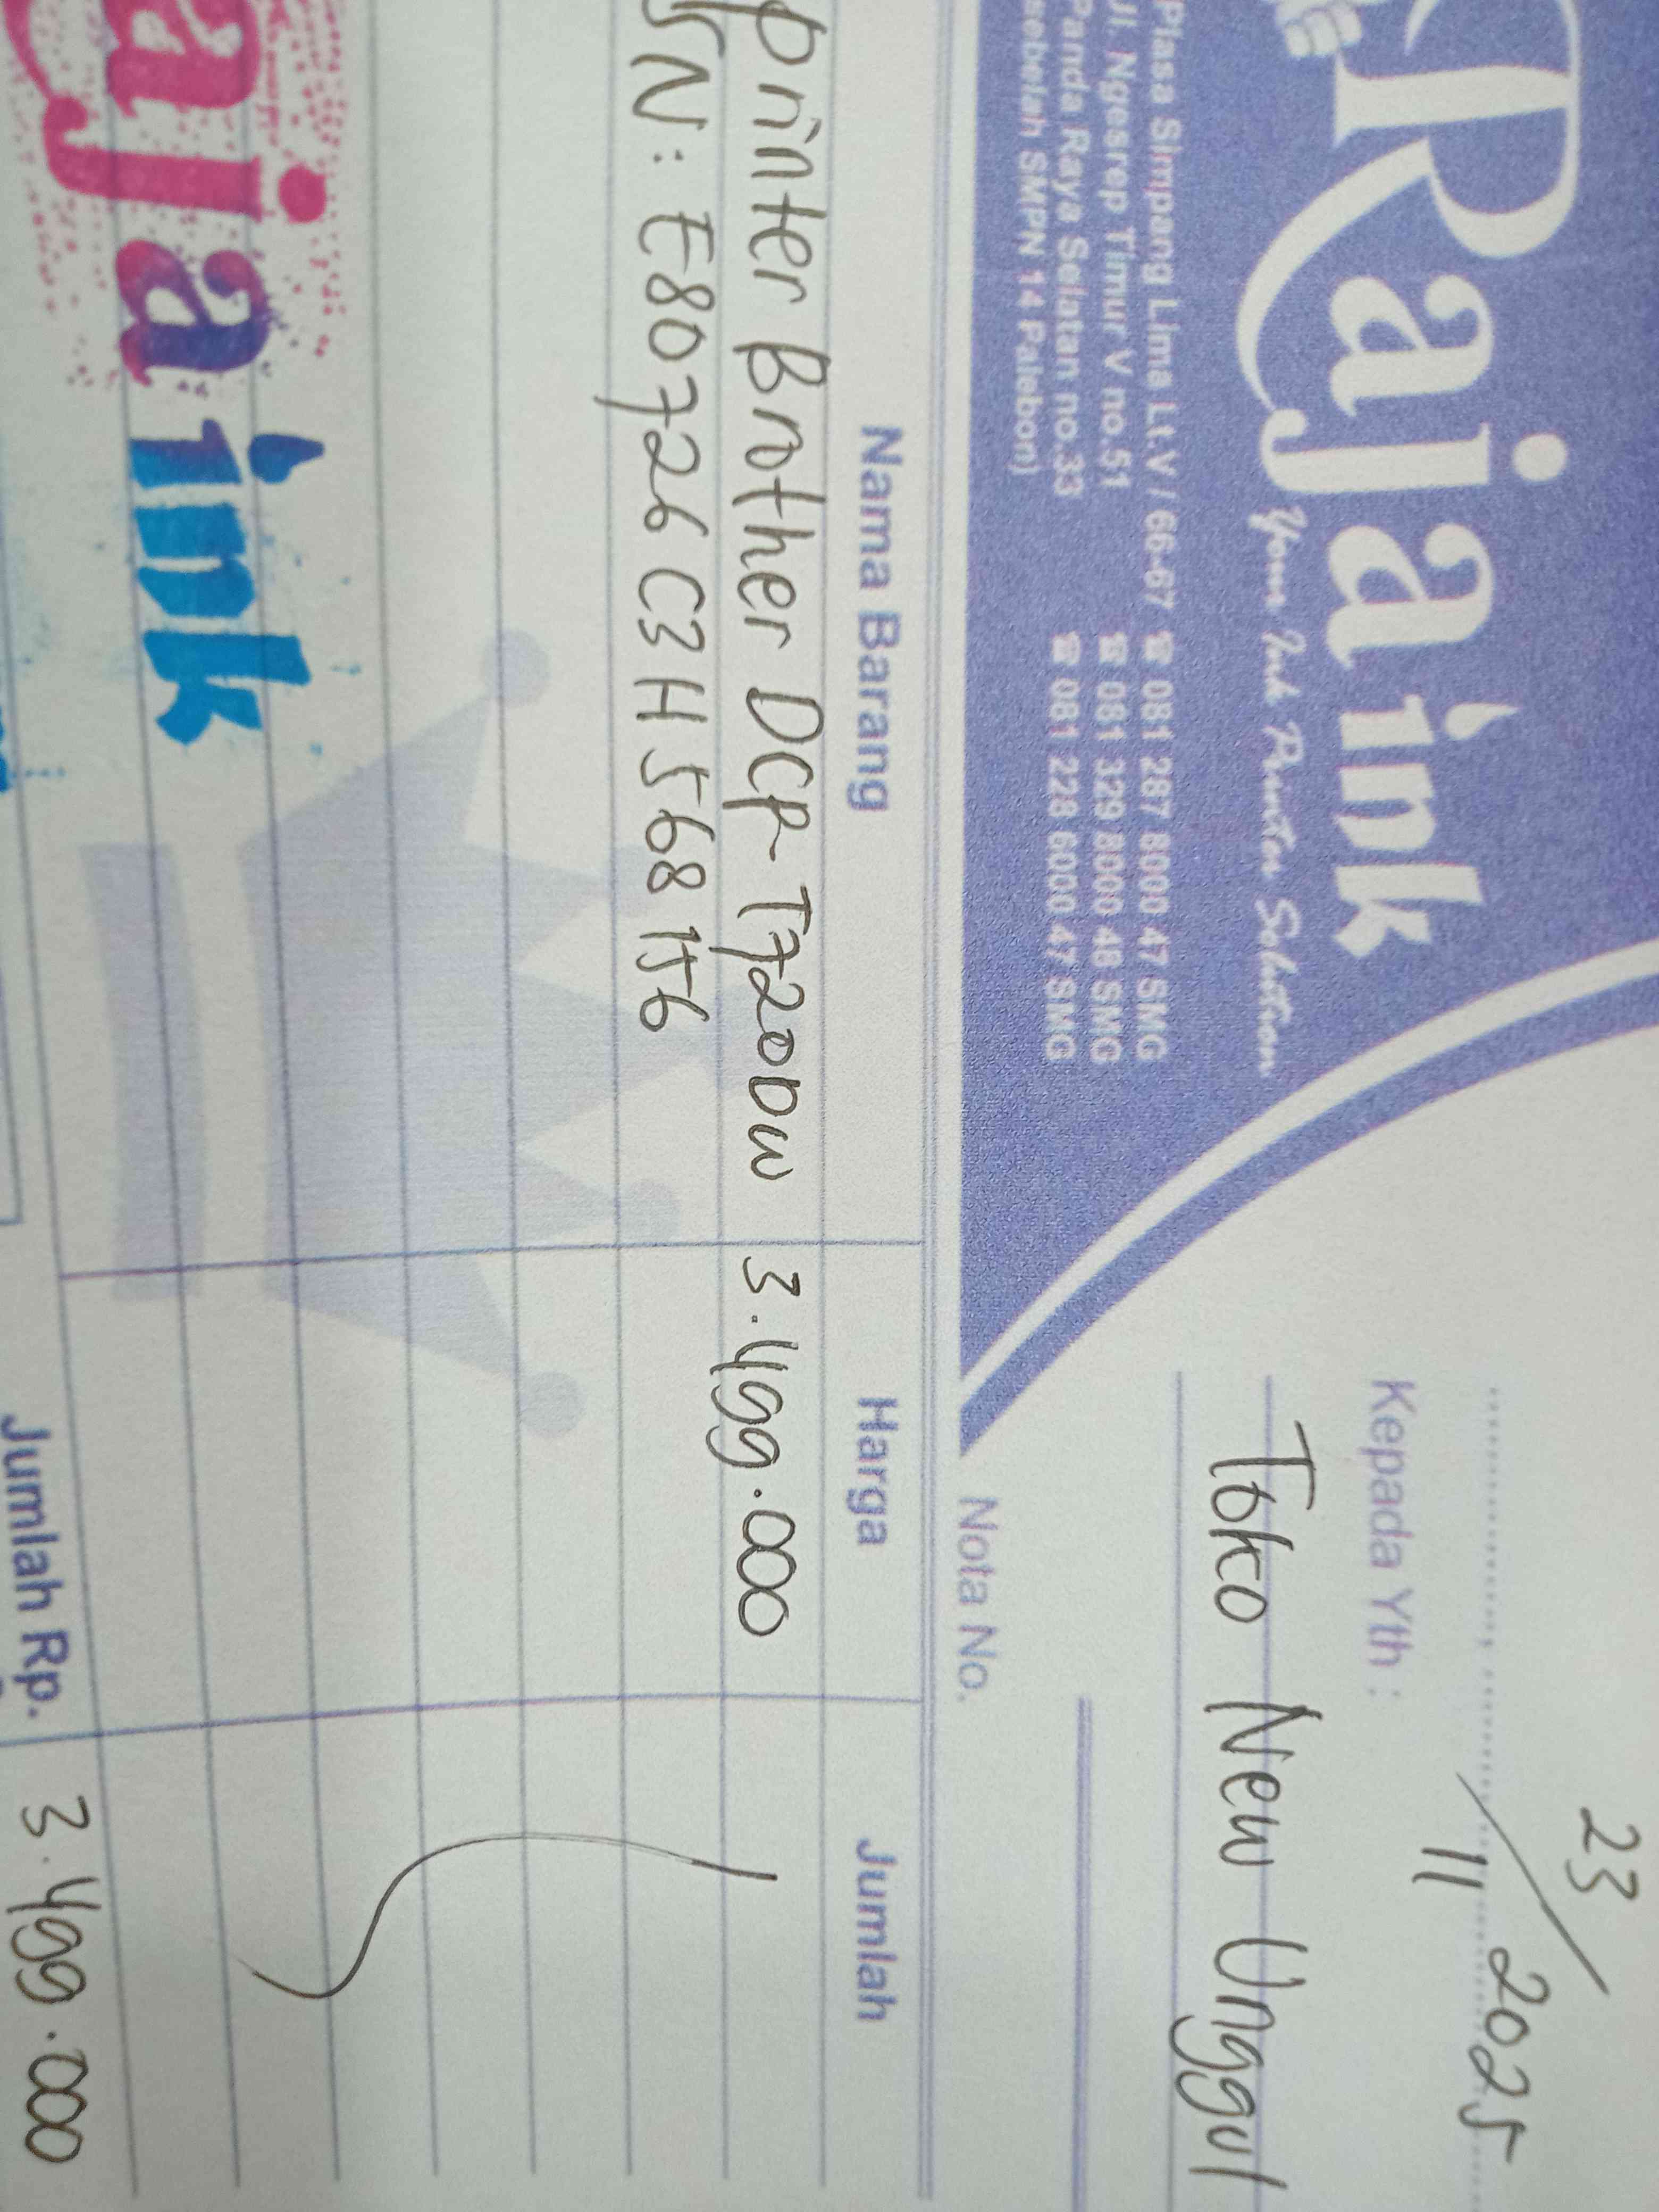 Raja ink
Your Ink Printer Solution
Plasa Simpang Lima Lt.V / 66-67 ☎ 081 287 8000 47 SMG
Jl. Ngesrep Timur V no.51 ☎ 081 329 8000 48 SMG
Panda Raya Selatan no.33 ☎ 081 228 6000 47 SMG
sebelah SMPN 14 Palebon)
23/11 2025
Kepada Yth :
Toko New Unggul
Nota No.
Nama Barang Harga Jumlah
Printer Brother DCP-T720DW 3.499.000
SN: E80726C3H568156
Raja ink
Jumlah Rp. 3.499.000